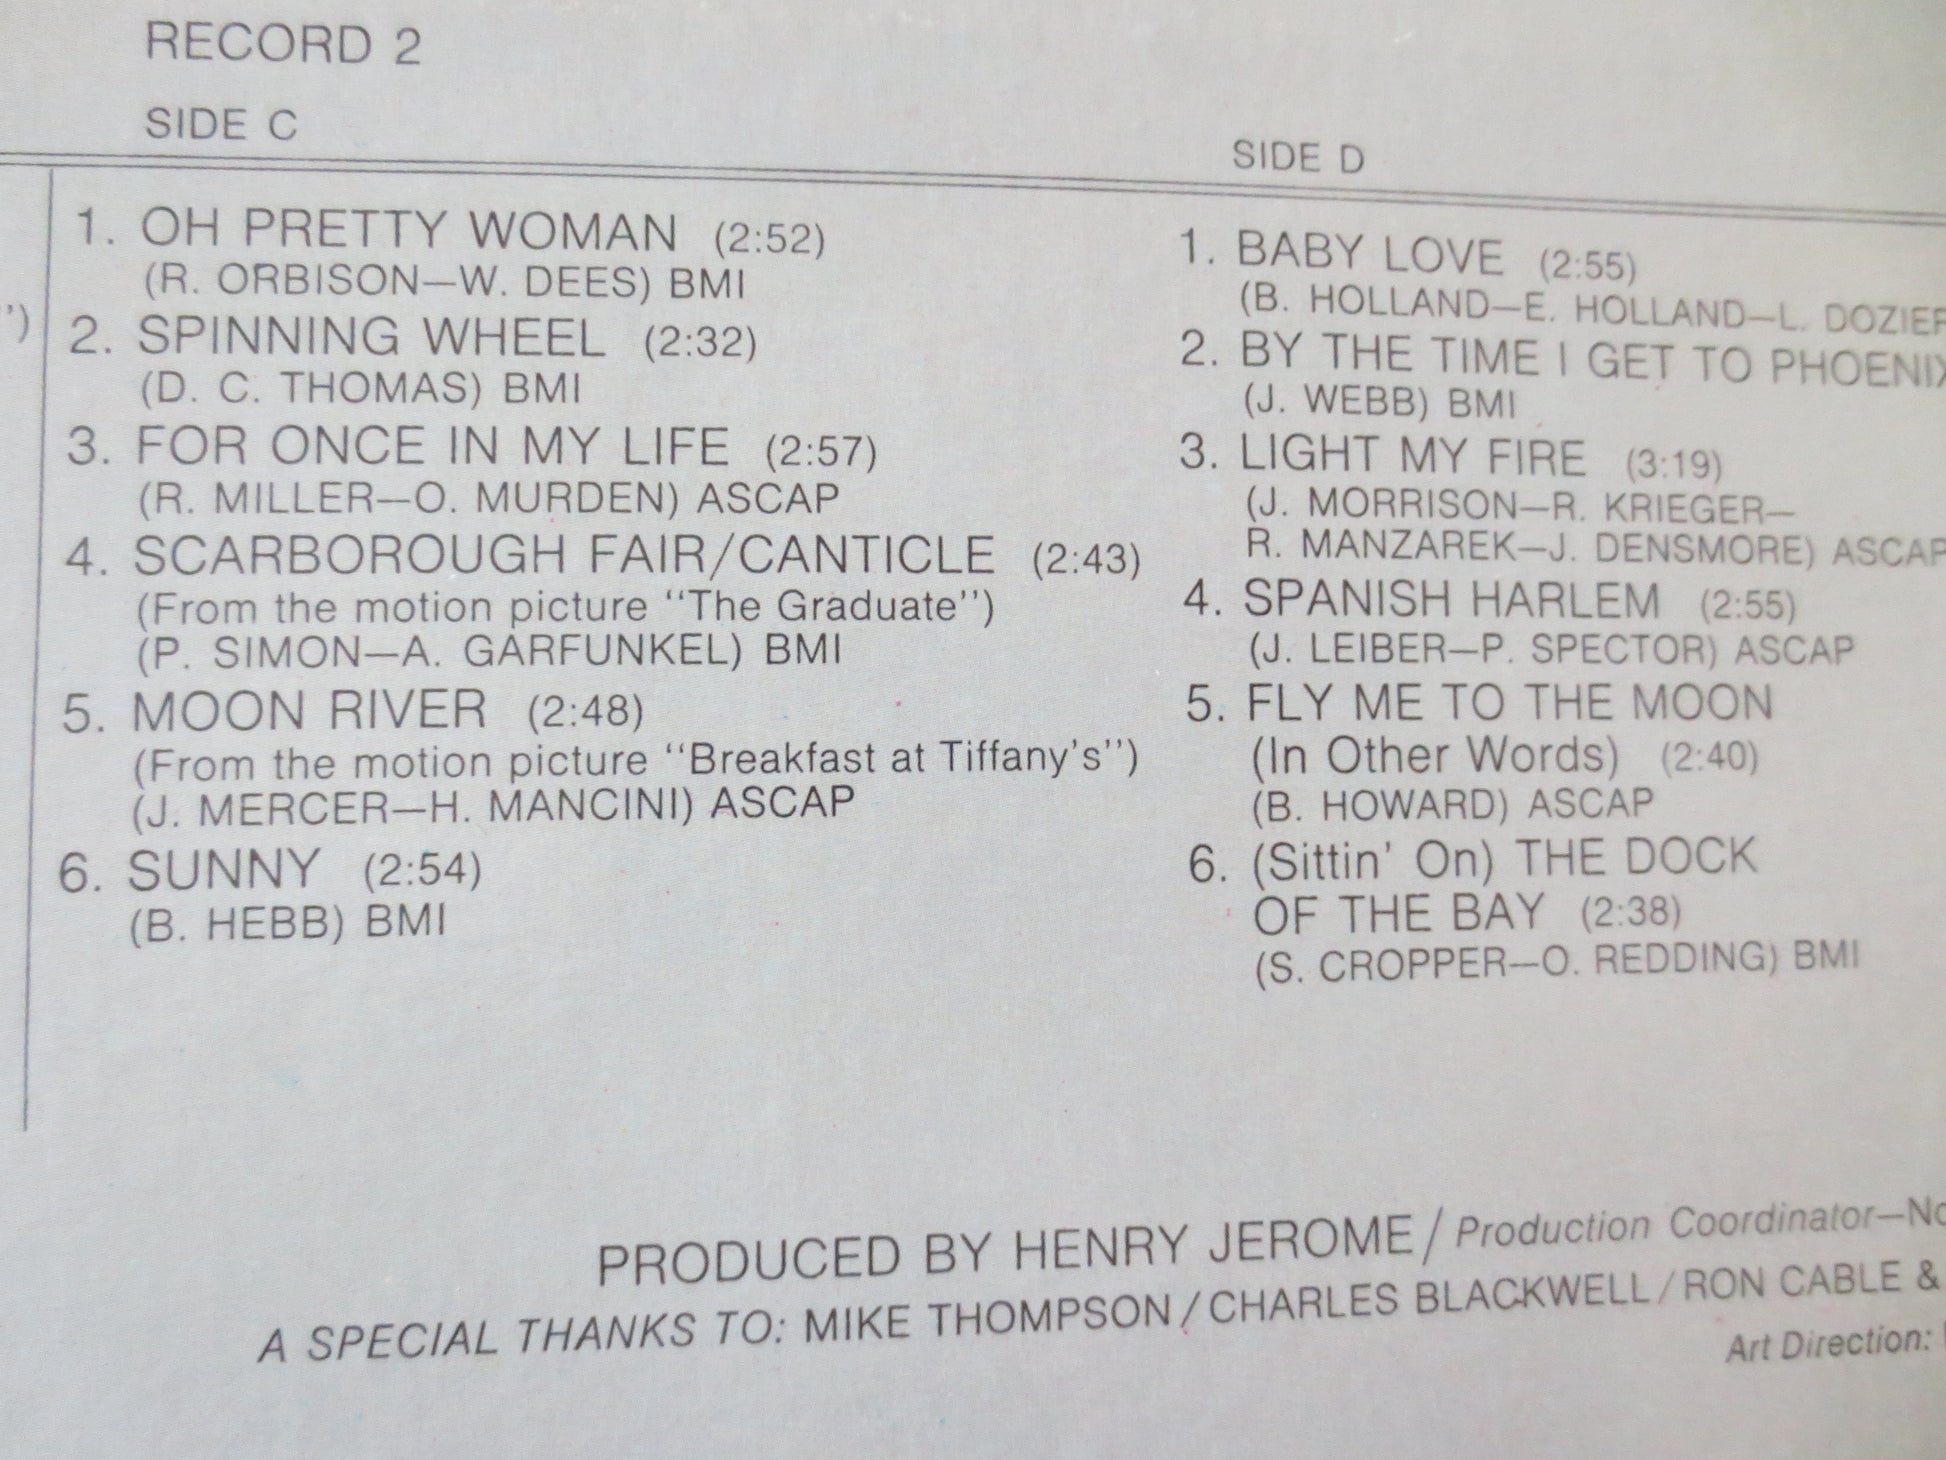 RECORD 2
SIDE C
')
1. OH PRETTY WOMAN (2:52)
(R. ORBISON—W. DEES) BMI
2. SPINNING WHEEL (2:32)
(D. C. THOMAS) BMI
3. FOR ONCE IN MY LIFE (2:57)
(R. MILLER—O. MURDEN) ASCAP
4. SCARBOROUGH FAIR/CANTICLE (2:43)
(From the motion picture "The Graduate")
(P. SIMON—A. GARFUNKEL) BMI
5. MOON RIVER (2:48)
(From the motion picture "Breakfast at Tiffany's")
(J. MERCER—H. MANCINI) ASCAP
6. SUNNY (2:54)
(B. HEBB) BMI
SIDE D
1. BABY LOVE (2:55)
(B. HOLLAND—E. HOLLAND—L. DOZIER
2. BY THE TIME I GET TO PHOENIX
(J. WEBB) BMI
3. LIGHT MY FIRE (3:19)
(J. MORRISON—R. KRIEGER—
R. MANZAREK—J. DENSMORE) ASCAP
4. SPANISH HARLEM (2:55)
(J. LEIBER—P. SPECTOR) ASCAP
5. FLY ME TO THE MOON
(In Other Words) (2:40)
(B. HOWARD) ASCAP
6. (Sittin' On) THE DOCK
OF THE BAY (2:38)
(S. CROPPER—O. REDDING) BMI
PRODUCED BY HENRY JEROME/Production Coordinator—
A SPECIAL THANKS TO: MIKE THOMPSON/CHARLES BLACKWELL/RON CABLE &
Art Direction: